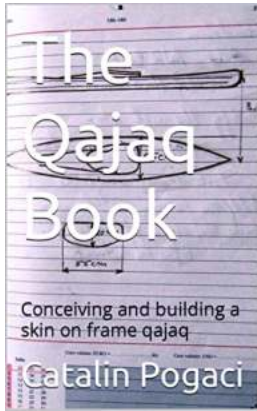 The
Qajaq
Book
Conceiving and building a
skin on frame qajaq
Catalin Pogaci